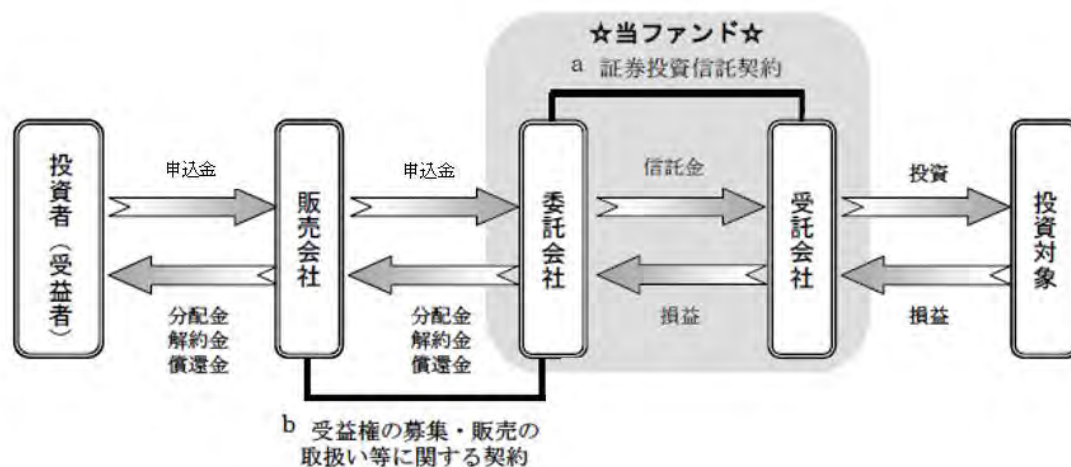 ☆当ファンド☆
a 証券投資信託契約
投資者（受益者）
申込金
分配金
解約金
償還金
販売会社
申込金
分配金
解約金
償還金
委託会社
信託金
損益
受託会社
投資
損益
投資対象
b 受益権の募集・販売の
取扱い等に関する契約